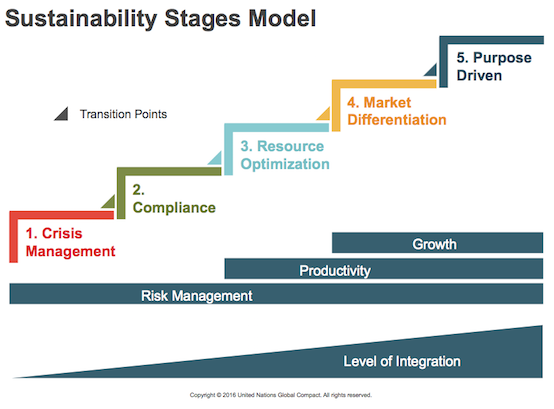 Sustainability Stages Model
5. Purpose
Driven
4. Market
Differentiation
Transition Points
3. Resource
Optimization
2.
Compliance
1. Crisis
Management
Growth
Productivity
Risk Management
Level of Integration
Copyright © 2016 United Nations Global Compact. All rights reserved.